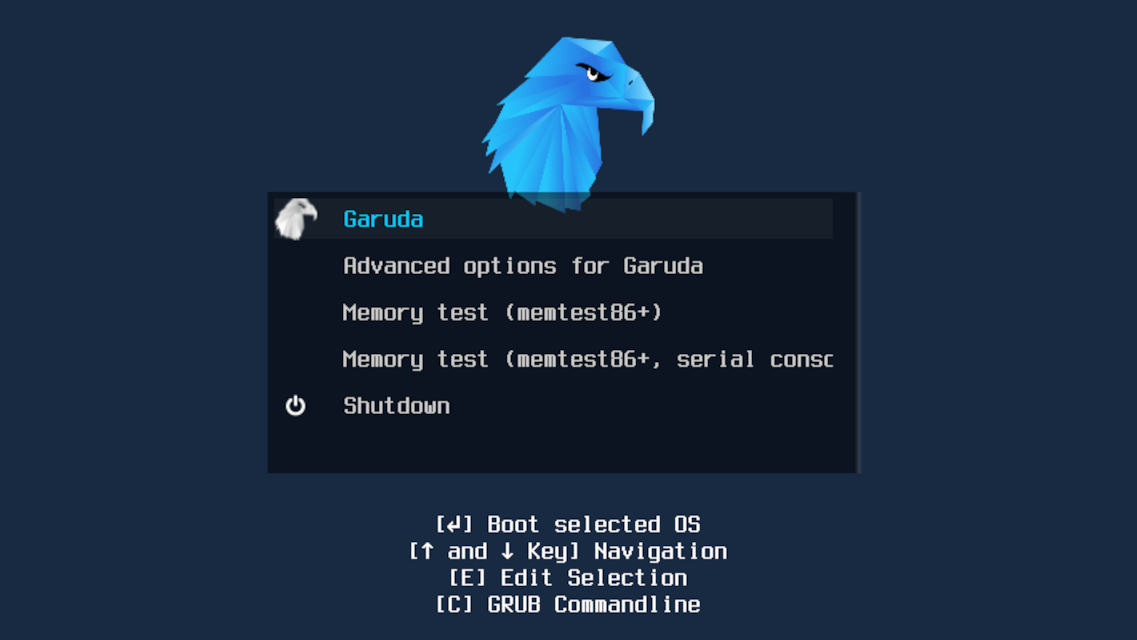 Garuda
Advanced options for Garuda
Memory test (memtest86+)
Memory test (memtest86+, serial consc
Shutdown
[↲] Boot selected OS
[↑ and ↓ Key] Navigation
[E] Edit Selection
[C] GRUB Commandline